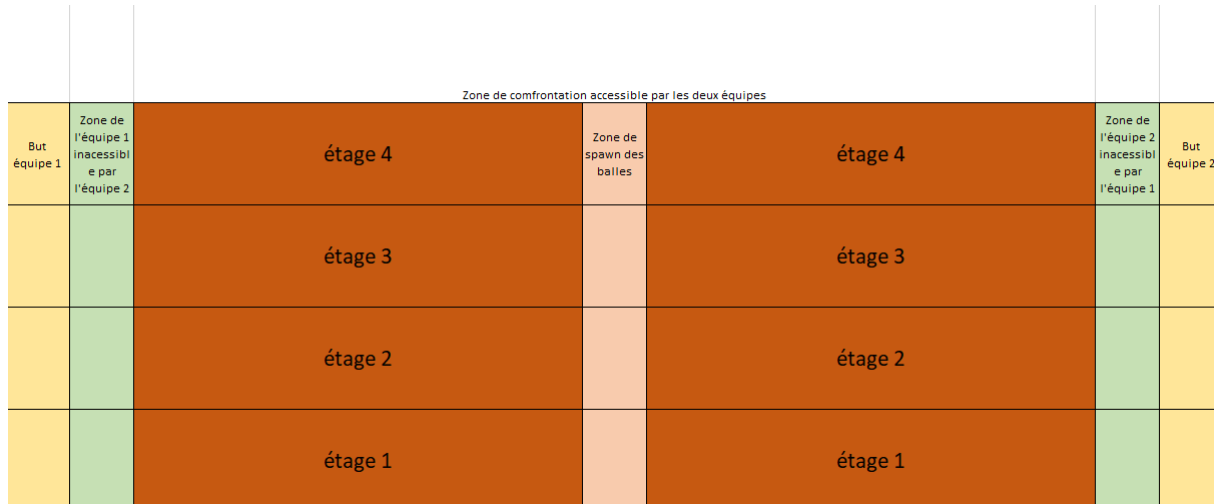 Zone de comfrontation accessible par les deux équipes
But
équipe 1
Zone de
l'équipe 1
inacessibl
e par
l'équipe 2
étage 4
Zone de
spawn des
balles
étage 4
Zone de
l'équipe 2
inacessibl
e par
l'équipe 1
But
équipe 2
étage 3
étage 3
étage 2
étage 2
étage 1
étage 1